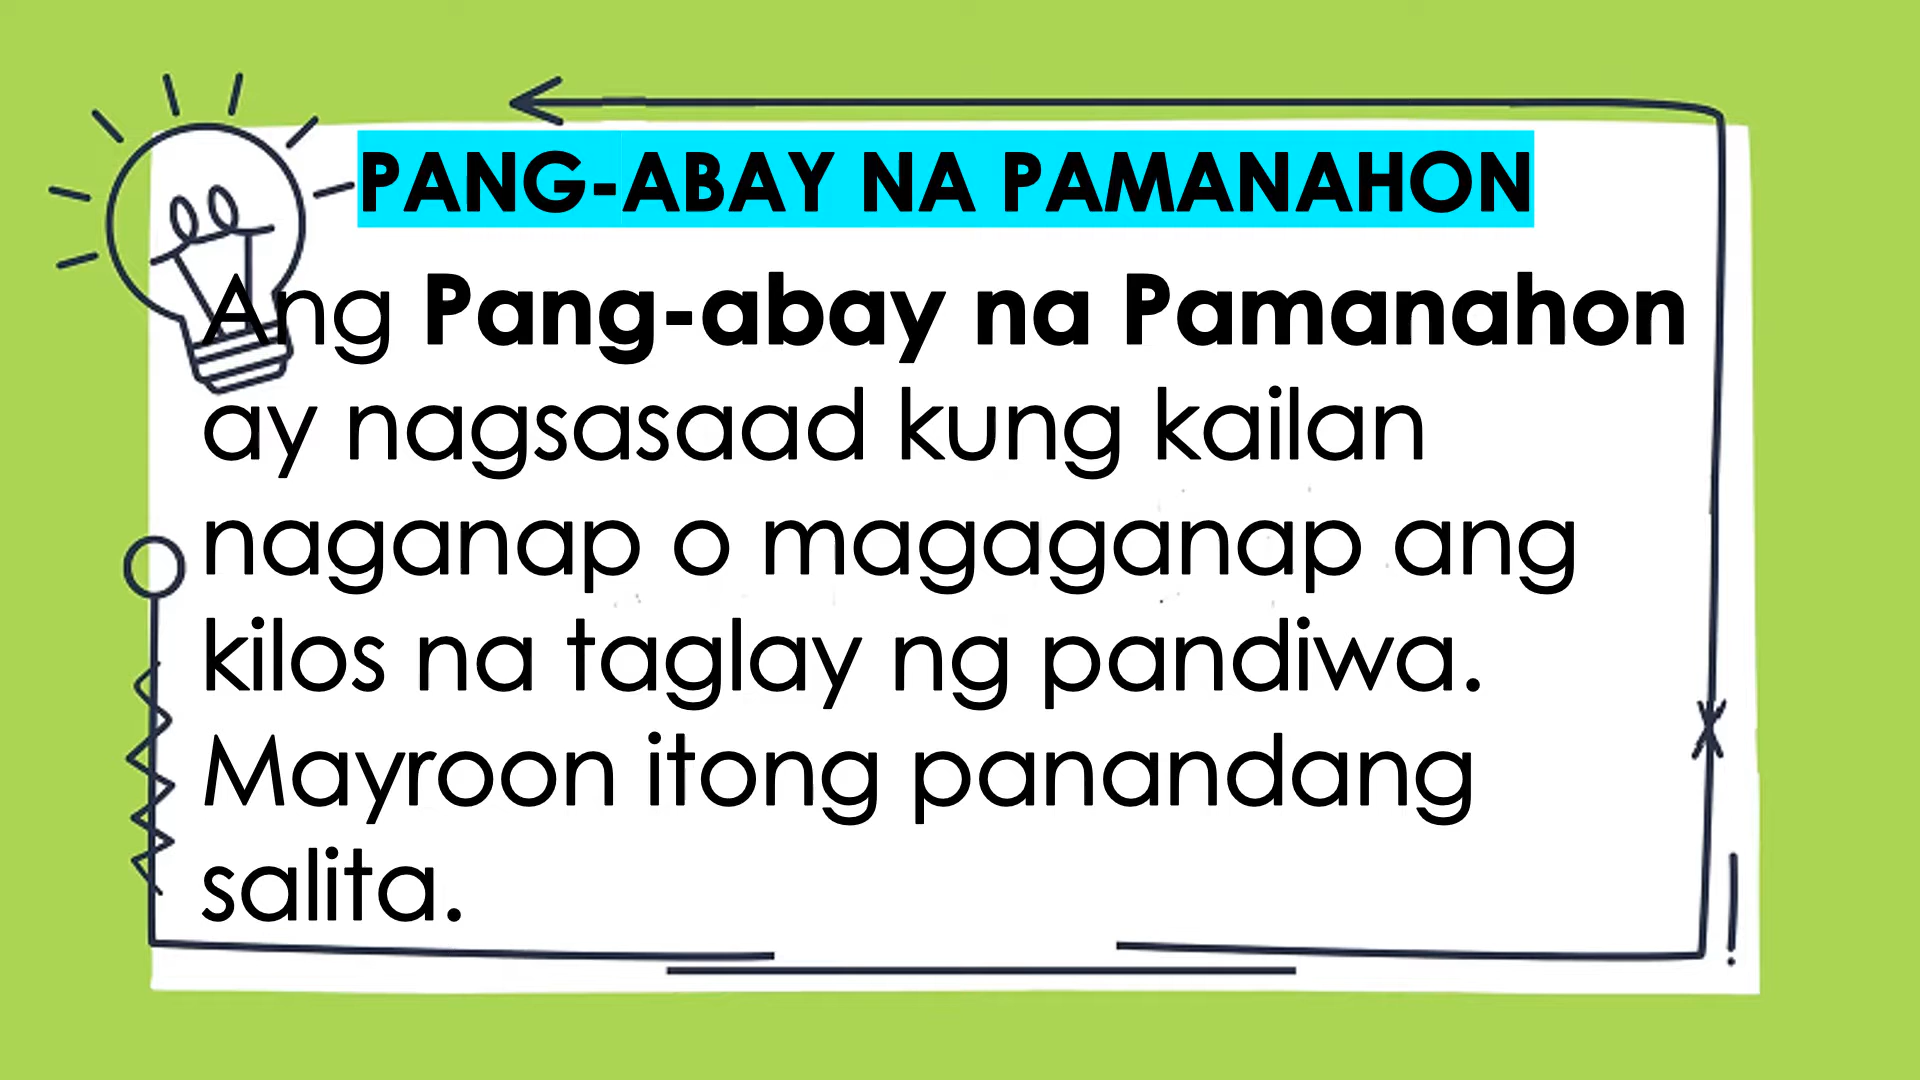 PANG-ABAY NA PAMANAHON
Ang Pang-abay na Pamanahon
ay nagsasaad kung kailan
naganap o magaganap ang
kilos na taglay ng pandiwa.
Mayroon itong panandang
salita.